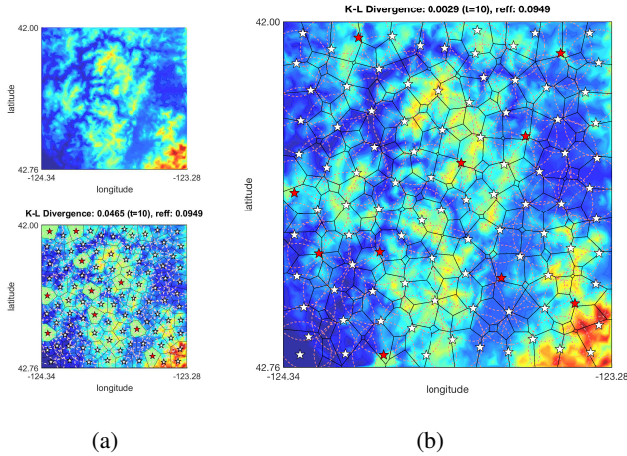 42.00
latitude
42.76
-124.34
-123.28
longitude
K-L Divergence: 0.0465 (t=10), reff: 0.0949
42.00
latitude
42.76
-124.34
-123.28
longitude
(a)
K-L Divergence: 0.0029 (t=10), reff: 0.0949
42.00
latitude
42.76
-124.34
-123.28
longitude
(b)